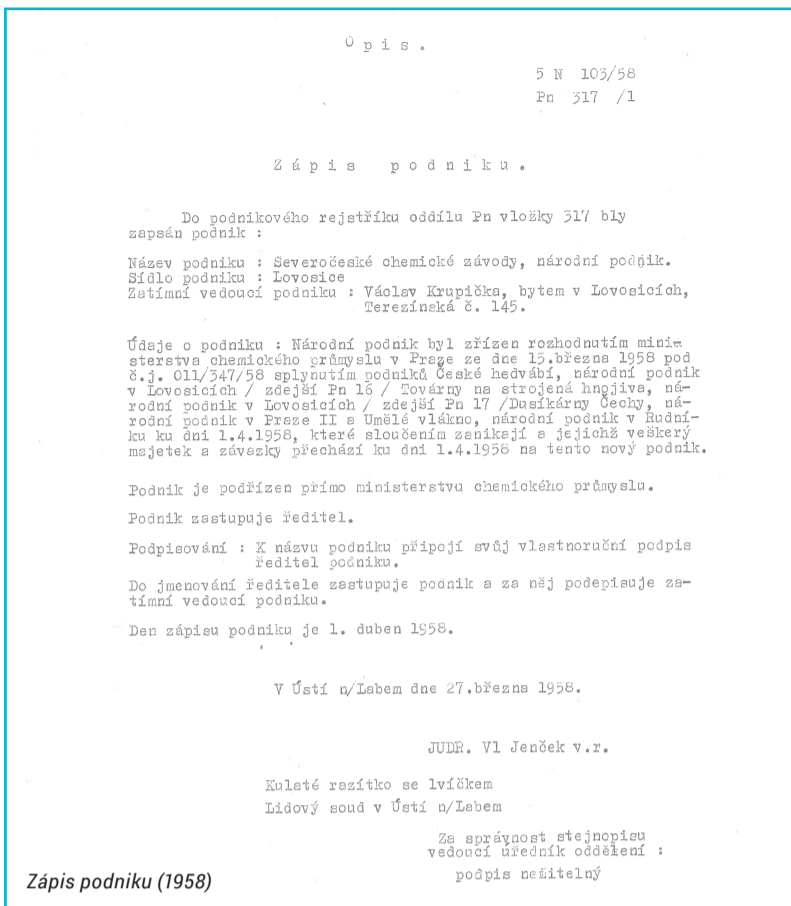 O p i s .
5 N 103/58
Pn 317 /1
Z á p i s p o d n i k u .
Do podnikového rejstříku oddílu Pn vložky 317 bly
zapsán podnik :
Název podniku : Severočeské chemické závody, národní podnik.
Sídlo podniku : Lovosice
Zatímní vedoucí podniku : Václav Krupička, bytem v Lovosicích,
Terezínská č. 145.
Údaje o podniku : Národní podnik byl zřízen rozhodnutím mini-
sterstva chemického průmyslu v Praze ze dne 15.března 1958 pod
č.j. 011/347/58 splynutím podniků České hedvábí, národní podnik
v Lovosicích / zdejší Pn 16 / Továrny na strojená hnojiva, ná-
rodní podnik v Lovosicích / zdejší Pn 17 /Dusíkárny Čechy, ná-
rodní podnik v Praze II a Umělé vlákno, národní podnik v Rudní-
ku ku dni 1.4.1958, které sloučením zanikají a jejichž veškerý
majetek a závazky přechází ku dni 1.4.1958 na tento nový podnik.
Podnik je podřízen přímo ministerstvu chemického průmyslu.
Podnik zastupuje ředitel.
Podpisování : K názvu podniku připojí svůj vlastnoruční podpis
ředitel podniku.
Do jmenování ředitele zastupuje podnik a za něj podepisuje za-
tímní vedoucí podniku.
Den zápisu podniku je 1. duben 1958.
V Ústí n/Labem dne 27.března 1958.
JUDR. Vl Jenček v.r.
Kulaté razítko se lvíčkem
Lidový soud v Ústí n/Labem
Za správnost stejnopisu
vedoucí úředník oddělení :
podpis nečitelný
Zápis podniku (1958)